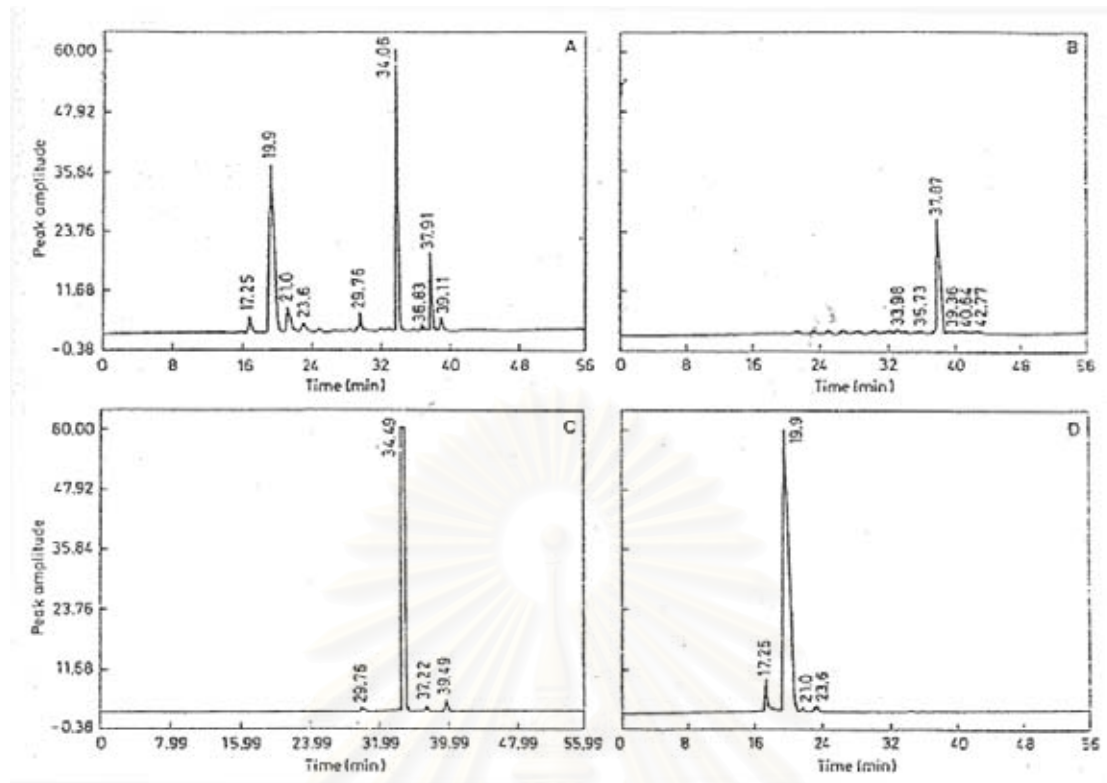 A
60.00
47.92
35.84
23.76
11.68
-0.38
Peak amplitude
17.25
19.9
21.0
23.6
29.76
34.06
36.83
37.91
39.11
0 8 16 24 32 40 48 56
Time (min)
B
33.98
35.73
37.87
39.36
40.64
42.77
0 8 16 24 32 40 48 56
Time (min)
C
60.00
47.92
35.84
23.76
11.58
-0.38
Peak amplitude
29.76
34.49
37.22
39.49
0 7.99 15.99 23.99 31.99 39.99 47.99 55.99
Time (min)
D
17.25
19.9
21.0
23.6
0 8 16 24 32 40 48 56
Time (min)